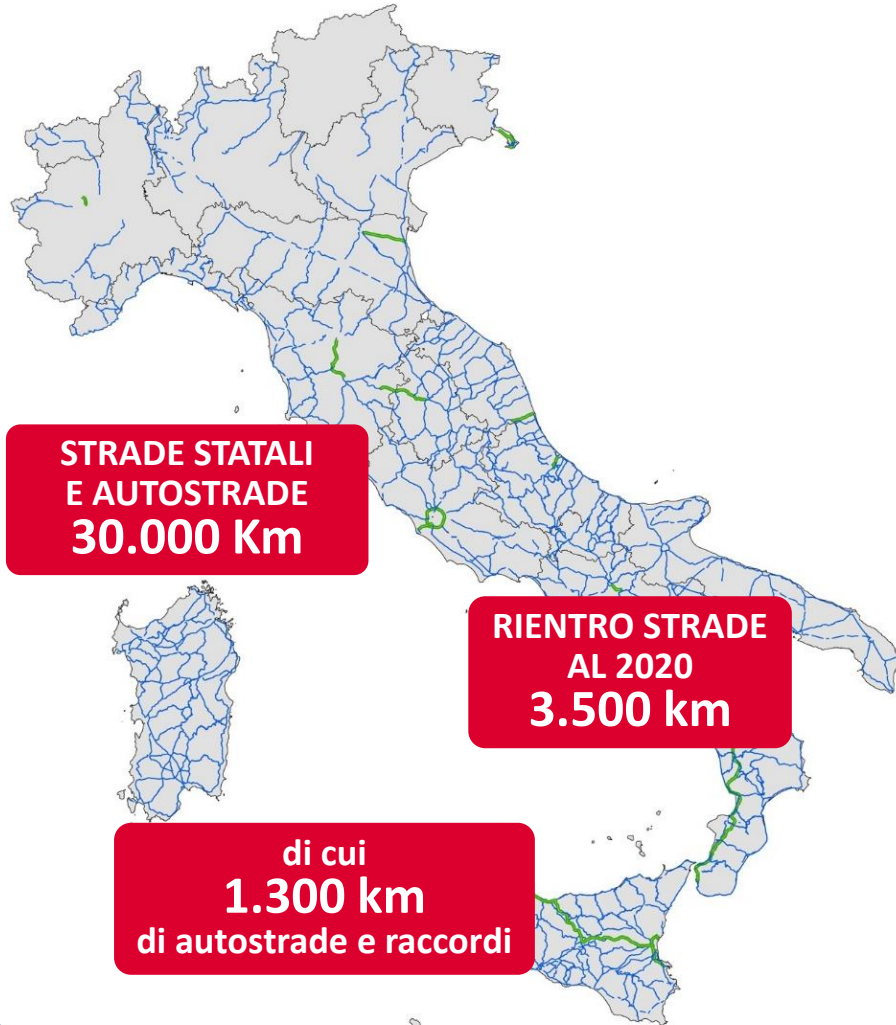 STRADE STATALI
E AUTOSTRADE
30.000 Km
RIENTRO STRADE
AL 2020
3.500 km
di cui
1.300 km
di autostrade e raccordi